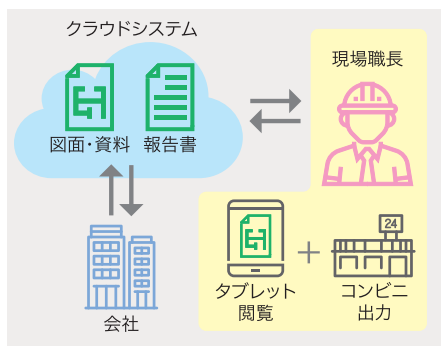 クラウドシステム
現場職長
図面・資料
報告書
24
タブレット
閲覧
コンビニ
出力
会社